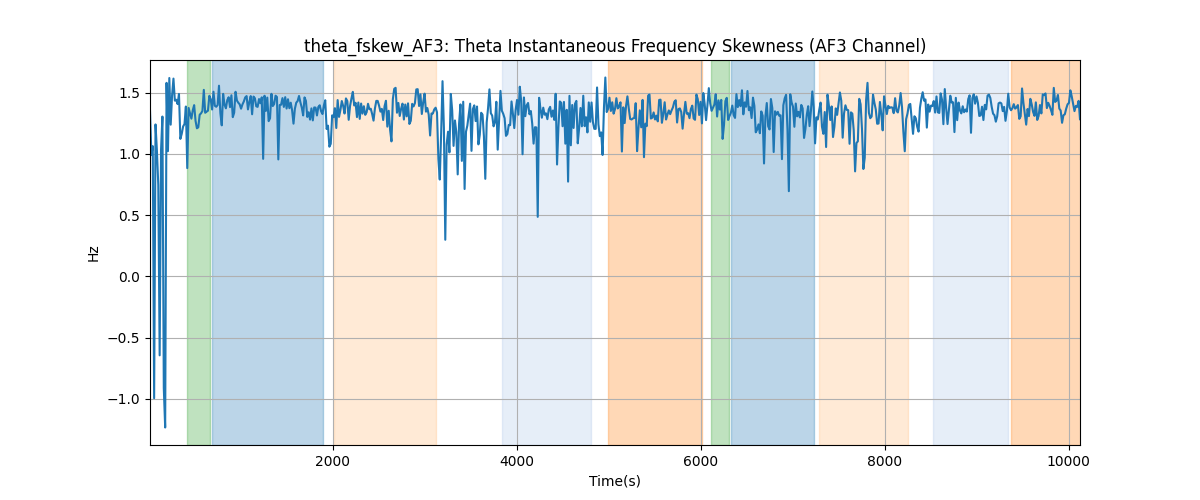 theta_fskew_AF3: Theta Instantaneous Frequency Skewness (AF3 Channel)
1.5
1.0
0.5
0.0
−0.5
−1.0
Hz
2000 4000 6000 8000 10000
Time(s)